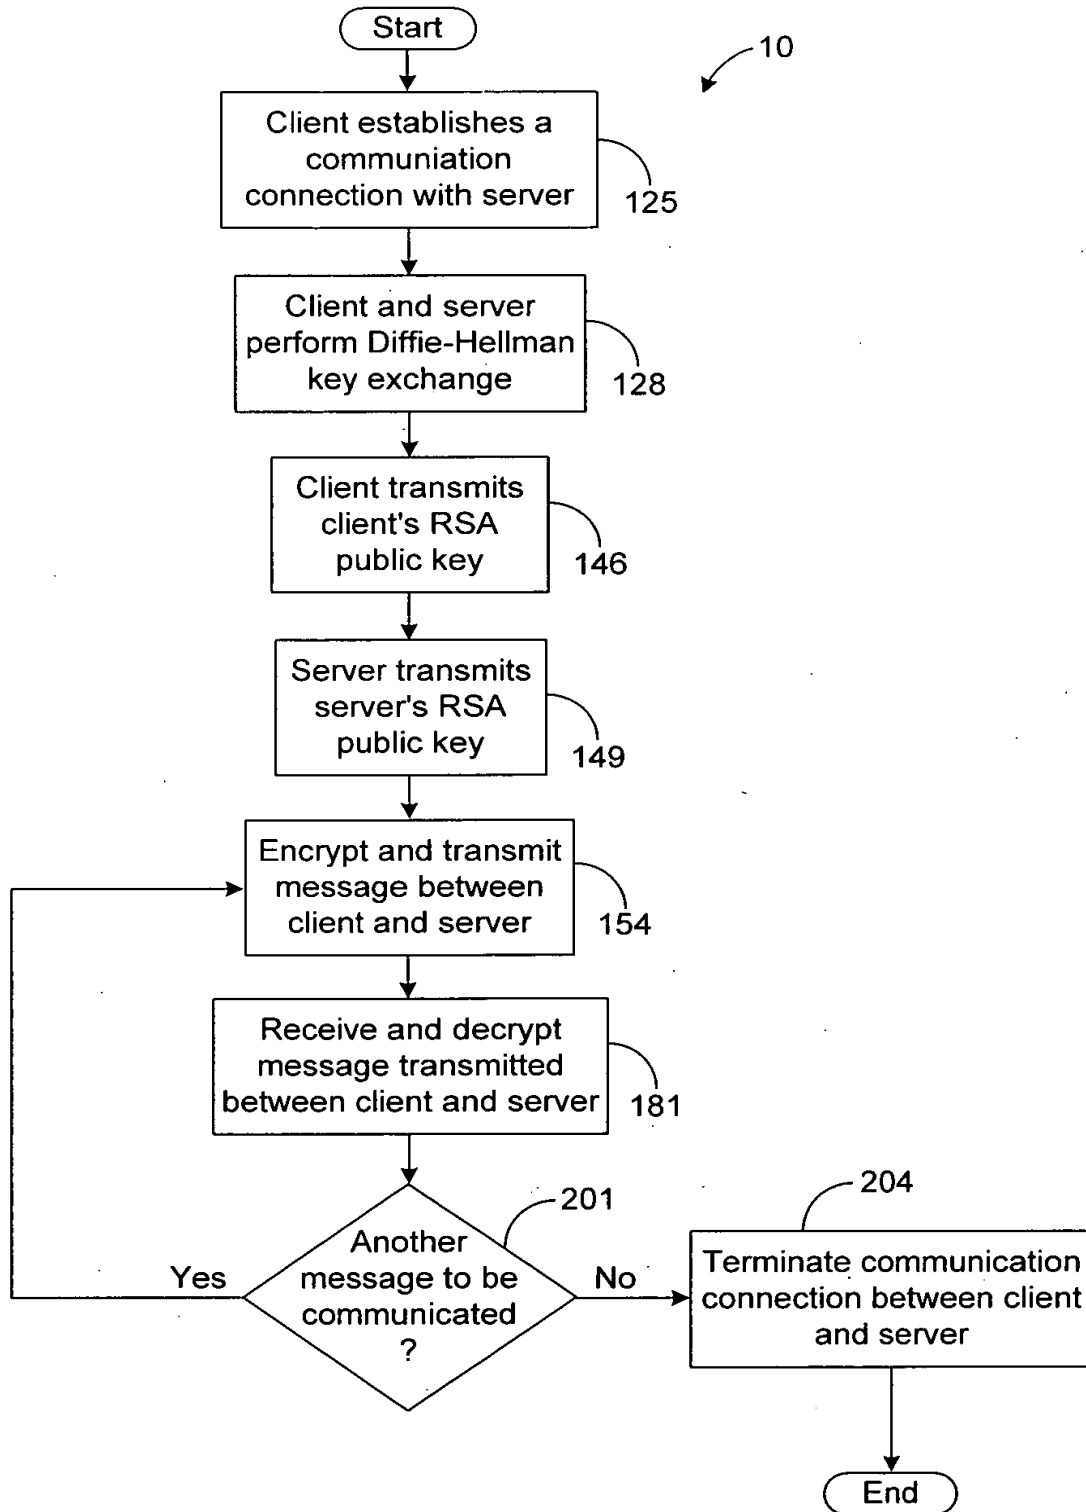 Start
10
Client establishes a
communiation
connection with server
125
Client and server
perform Diffie-Hellman
key exchange
128
Client transmits
client's RSA
public key
146
Server transmits
server's RSA
public key
149
Encrypt and transmit
message between
client and server
154
Receive and decrypt
message transmitted
between client and server
181
201
Another
message to be
communicated
?
Yes
No
204
Terminate communication
connection between client
and server
End